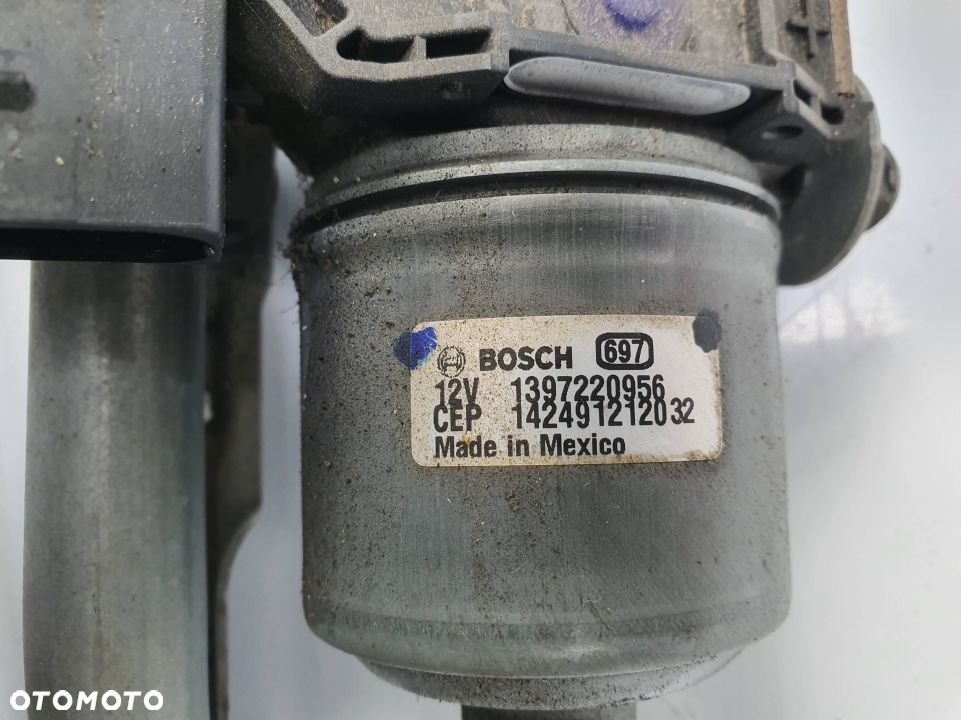 BOSCH 697
12V 1397220956
CEP 142491212032
Made in Mexico
OTOMOTO